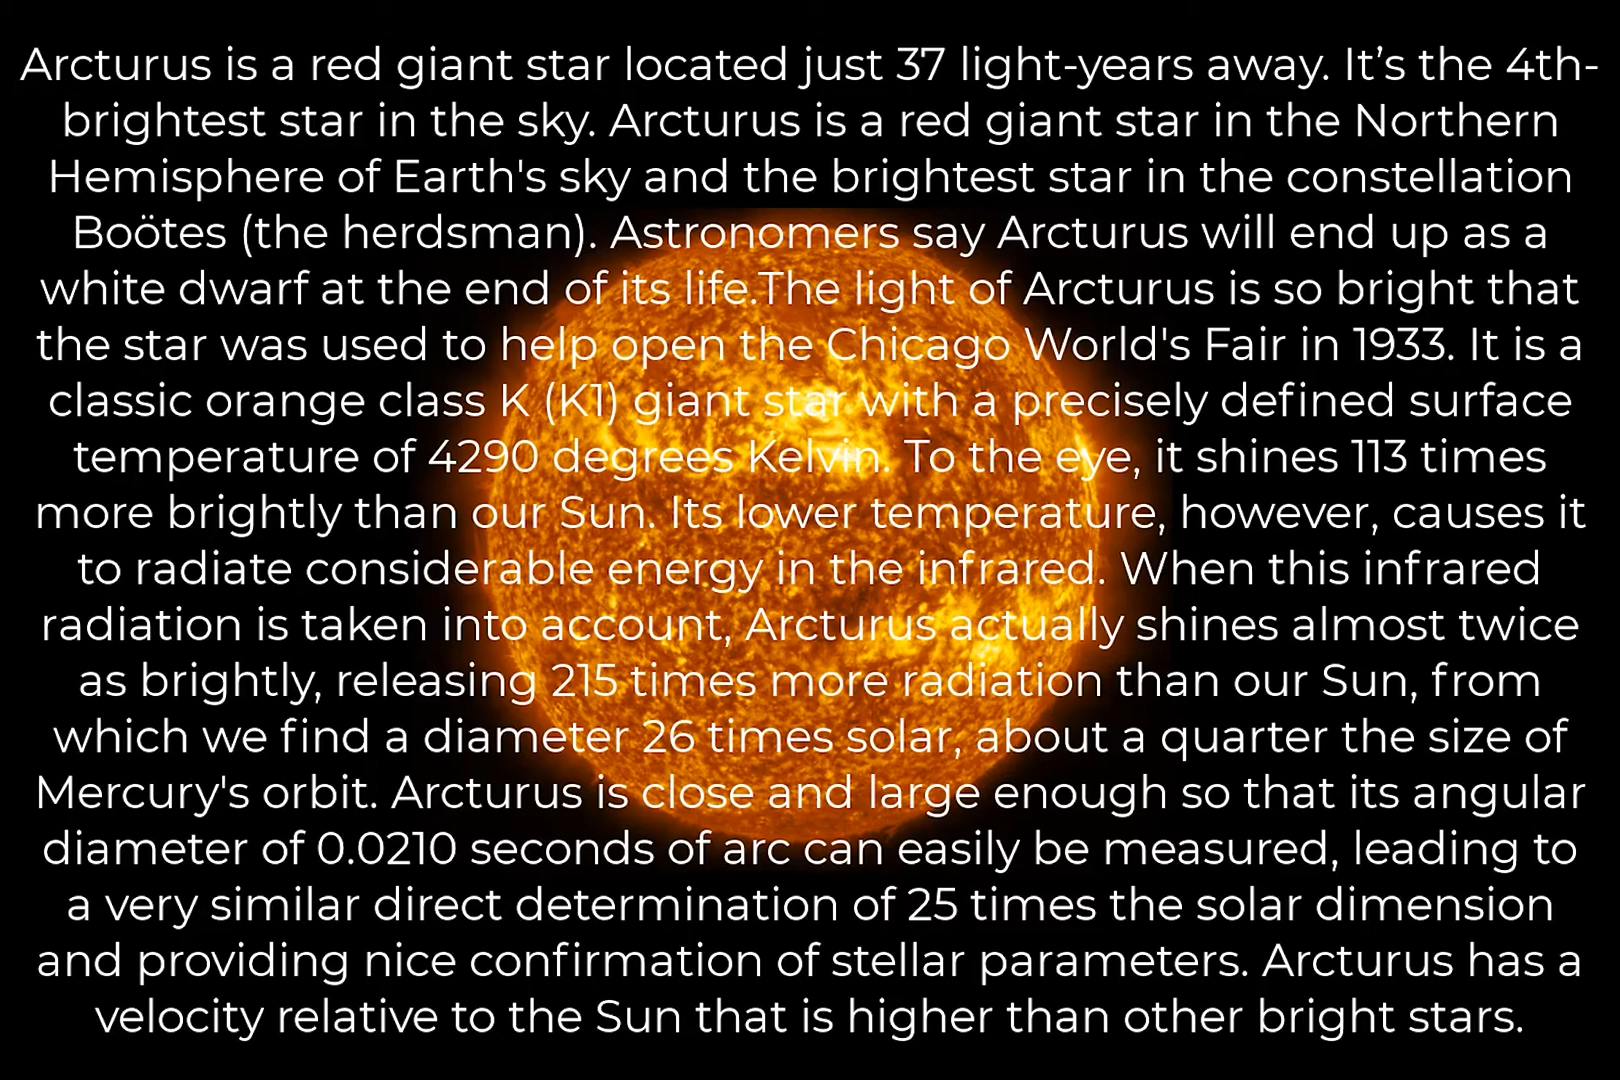 Arcturus is a red giant star located just 37 light-years away. It’s the 4th-
brightest star in the sky. Arcturus is a red giant star in the Northern
Hemisphere of Earth's sky and the brightest star in the constellation
Boötes (the herdsman). Astronomers say Arcturus will end up as a
white dwarf at the end of its life.The light of Arcturus is so bright that
the star was used to help open the Chicago World's Fair in 1933. It is a
classic orange class K (K1) giant star with a precisely defined surface
temperature of 4290 degrees Kelvin. To the eye, it shines 113 times
more brightly than our Sun. Its lower temperature, however, causes it
to radiate considerable energy in the infrared. When this infrared
radiation is taken into account, Arcturus actually shines almost twice
as brightly, releasing 215 times more radiation than our Sun, from
which we find a diameter 26 times solar, about a quarter the size of
Mercury's orbit. Arcturus is close and large enough so that its angular
diameter of 0.0210 seconds of arc can easily be measured, leading to
a very similar direct determination of 25 times the solar dimension
and providing nice confirmation of stellar parameters. Arcturus has a
velocity relative to the Sun that is higher than other bright stars.